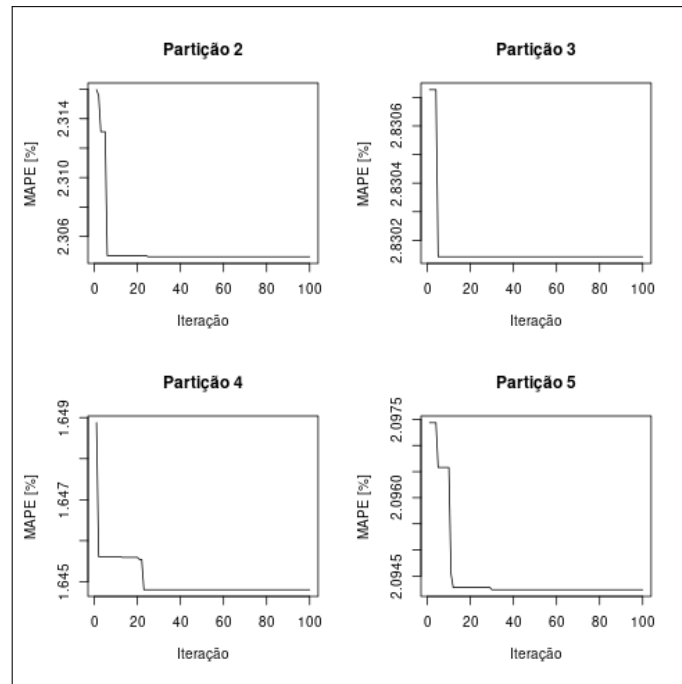 Partição 2
MAPE [%]
2.314
2.310
2.306
0 20 40 60 80 100
Iteração
Partição 3
MAPE [%]
2.8306
2.8304
2.8302
0 20 40 60 80 100
Iteração
Partição 4
MAPE [%]
1.649
1.647
1.645
0 20 40 60 80 100
Iteração
Partição 5
MAPE [%]
2.0975
2.0960
2.0945
0 20 40 60 80 100
Iteração